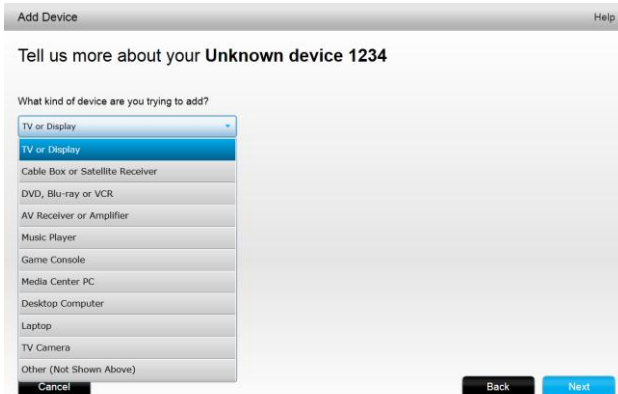 Add Device Help
Tell us more about your Unknown device 1234
What kind of device are you trying to add?
TV or Display
TV or Display
Cable Box or Satellite Receiver
DVD, Blu-ray or VCR
AV Receiver or Amplifier
Music Player
Game Console
Media Center PC
Desktop Computer
Laptop
TV Camera
Other (Not Shown Above)
Cancel Back Next